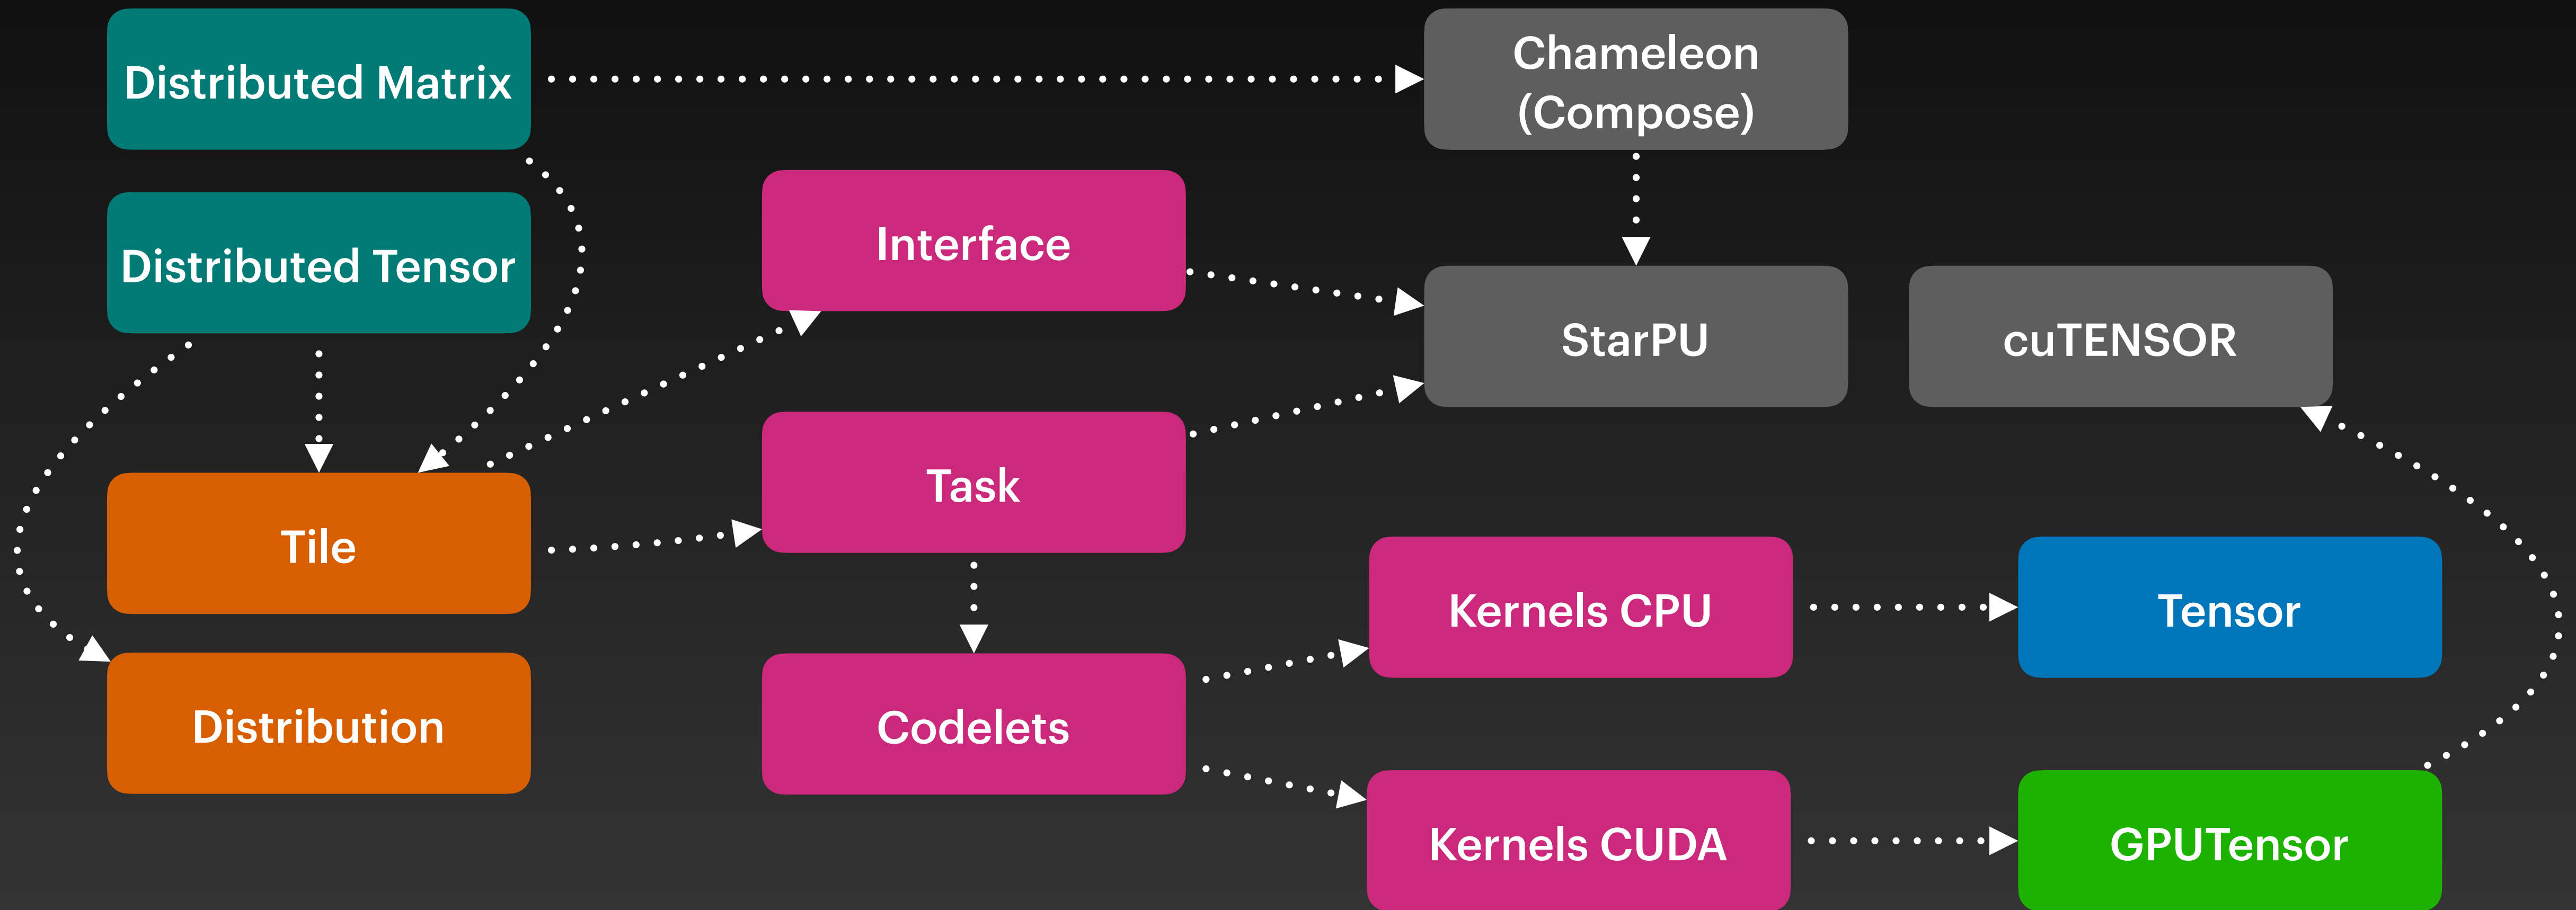 Distributed Matrix
Chameleon
(Compose)
Distributed Tensor
Interface
StarPU
cuTENSOR
Task
Tile
Kernels CPU
Tensor
Distribution
Codelets
Kernels CUDA
GPUTensor